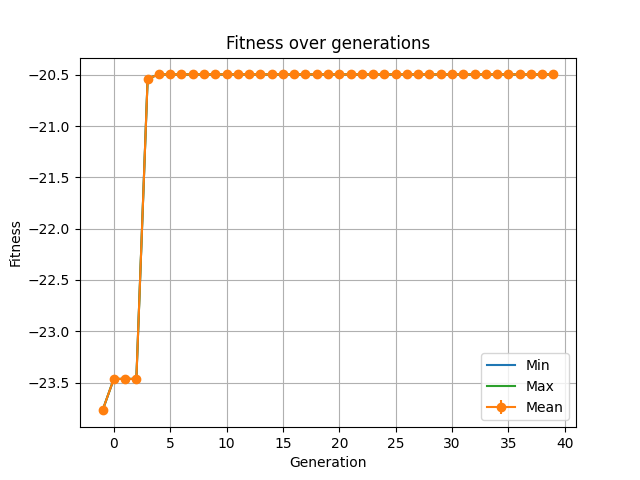 Fitness over generations
−20.5
−21.0
−21.5
−22.0
−22.5
−23.0
−23.5
Fitness
0 5 10 15 20 25 30 35 40
Generation
Min
Max
Mean